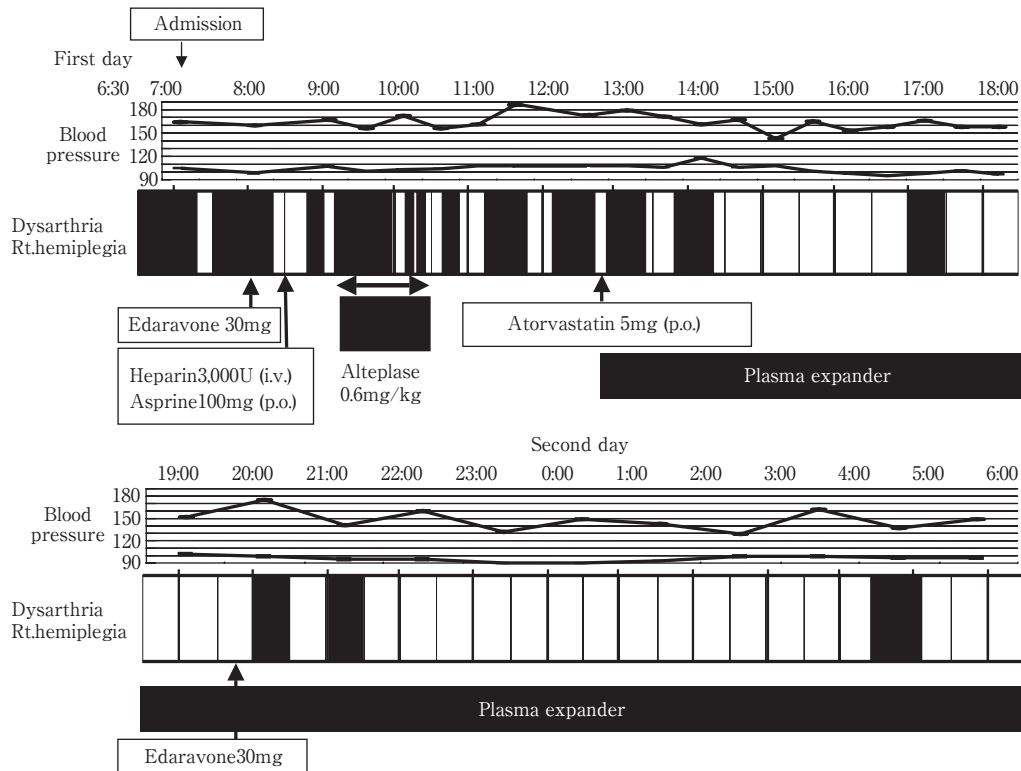 Admission
First day
6:30 7:00 8:00 9:00 10:00 11:00 12:00 13:00 14:00 15:00 16:00 17:00 18:00
Blood
pressure
180
150
120
90
Dysarthria
Rt.hemiplegia
Edaravone 30mg
Heparin3,000U (i.v.)
Asprine100mg (p.o.)
Alteplase
0.6mg/kg
Atorvastatin 5mg (p.o.)
Plasma expander
Second day
19:00 20:00 21:00 22:00 23:00 0:00 1:00 2:00 3:00 4:00 5:00 6:00
Blood
pressure
180
150
120
90
Dysarthria
Rt.hemiplegia
Plasma expander
Edaravone30mg